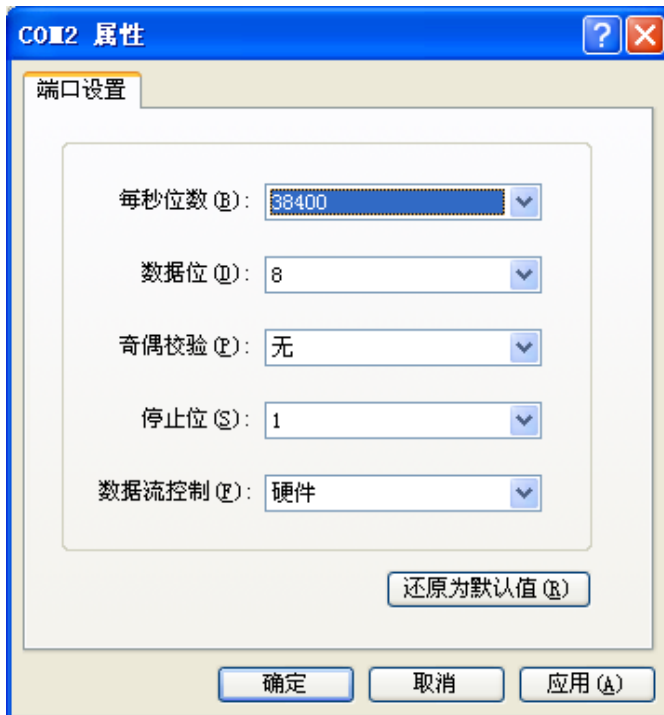 COM2 属性
端口设置
每秒位数(B): 38400
数据位(D): 8
奇偶校验(P): 无
停止位(S): 1
数据流控制(F): 硬件
还原为默认值(R)
确定 取消 应用(A)